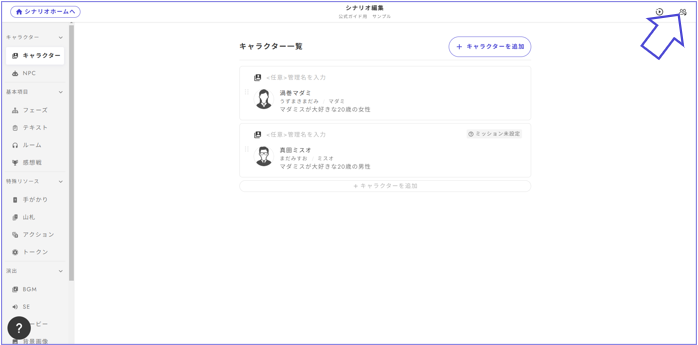 シナリオホームへ
シナリオ編集
公式ガイド用 サンプル
キャラクター
キャラクター
NPC
基本項目
フェーズ
テキスト
ルーム
感想戦
特殊リソース
手がかり
山札
アクション
トークン
演出
BGM
SE
ービー
背景画像
?
キャラクター一覧
+ キャラクターを追加
<任意>管理名を入力
渦巻マダミ
うずまきまだみ マダミ
マダミスが大好きな20歳の女性
<任意>管理名を入力
ミッション未設定
真田ミスオ
まだみすお ミスオ
マダミスが大好きな20歳の男性
+ キャラクターを追加